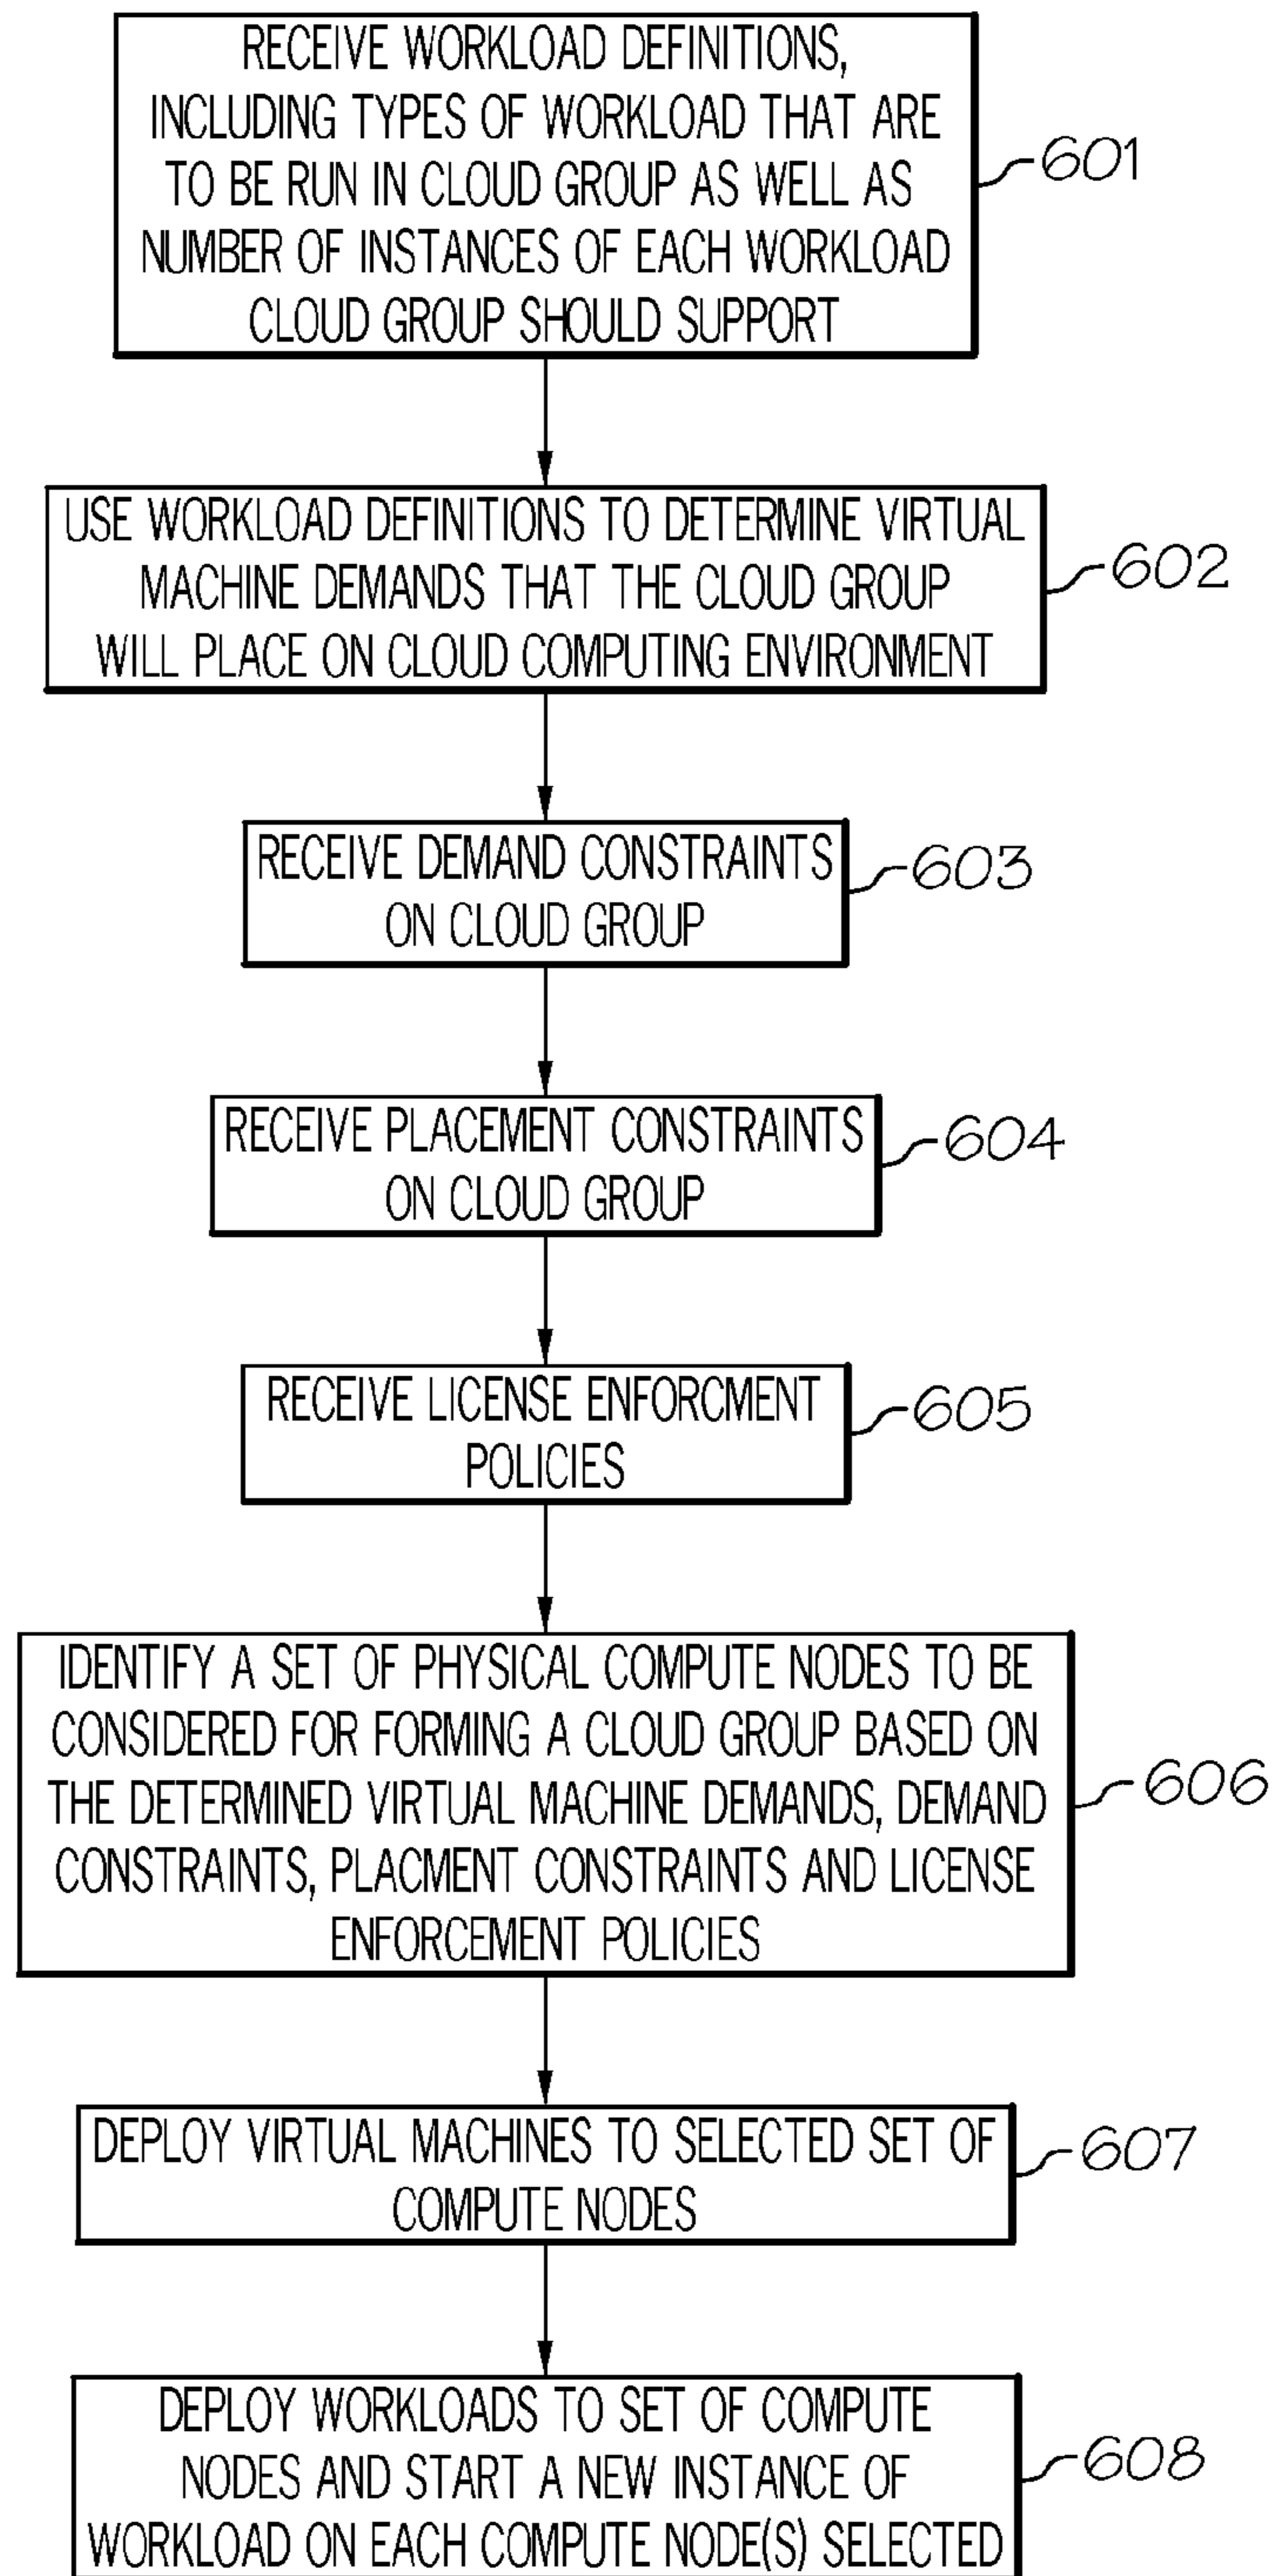 RECEIVE WORKLOAD DEFINITIONS,
INCLUDING TYPES OF WORKLOAD THAT ARE
TO BE RUN IN CLOUD GROUP AS WELL AS
NUMBER OF INSTANCES OF EACH WORKLOAD
CLOUD GROUP SHOULD SUPPORT
601
USE WORKLOAD DEFINITIONS TO DETERMINE VIRTUAL
MACHINE DEMANDS THAT THE CLOUD GROUP
WILL PLACE ON CLOUD COMPUTING ENVIRONMENT
602
RECEIVE DEMAND CONSTRAINTS
ON CLOUD GROUP
603
RECEIVE PLACEMENT CONSTRAINTS
ON CLOUD GROUP
604
RECEIVE LICENSE ENFORCMENT
POLICIES
605
IDENTIFY A SET OF PHYSICAL COMPUTE NODES TO BE
CONSIDERED FOR FORMING A CLOUD GROUP BASED ON
THE DETERMINED VIRTUAL MACHINE DEMANDS, DEMAND
CONSTRAINTS, PLACMENT CONSTRAINTS AND LICENSE
ENFORCEMENT POLICIES
606
DEPLOY VIRTUAL MACHINES TO SELECTED SET OF
COMPUTE NODES
607
DEPLOY WORKLOADS TO SET OF COMPUTE
NODES AND START A NEW INSTANCE OF
WORKLOAD ON EACH COMPUTE NODE(S) SELECTED
608